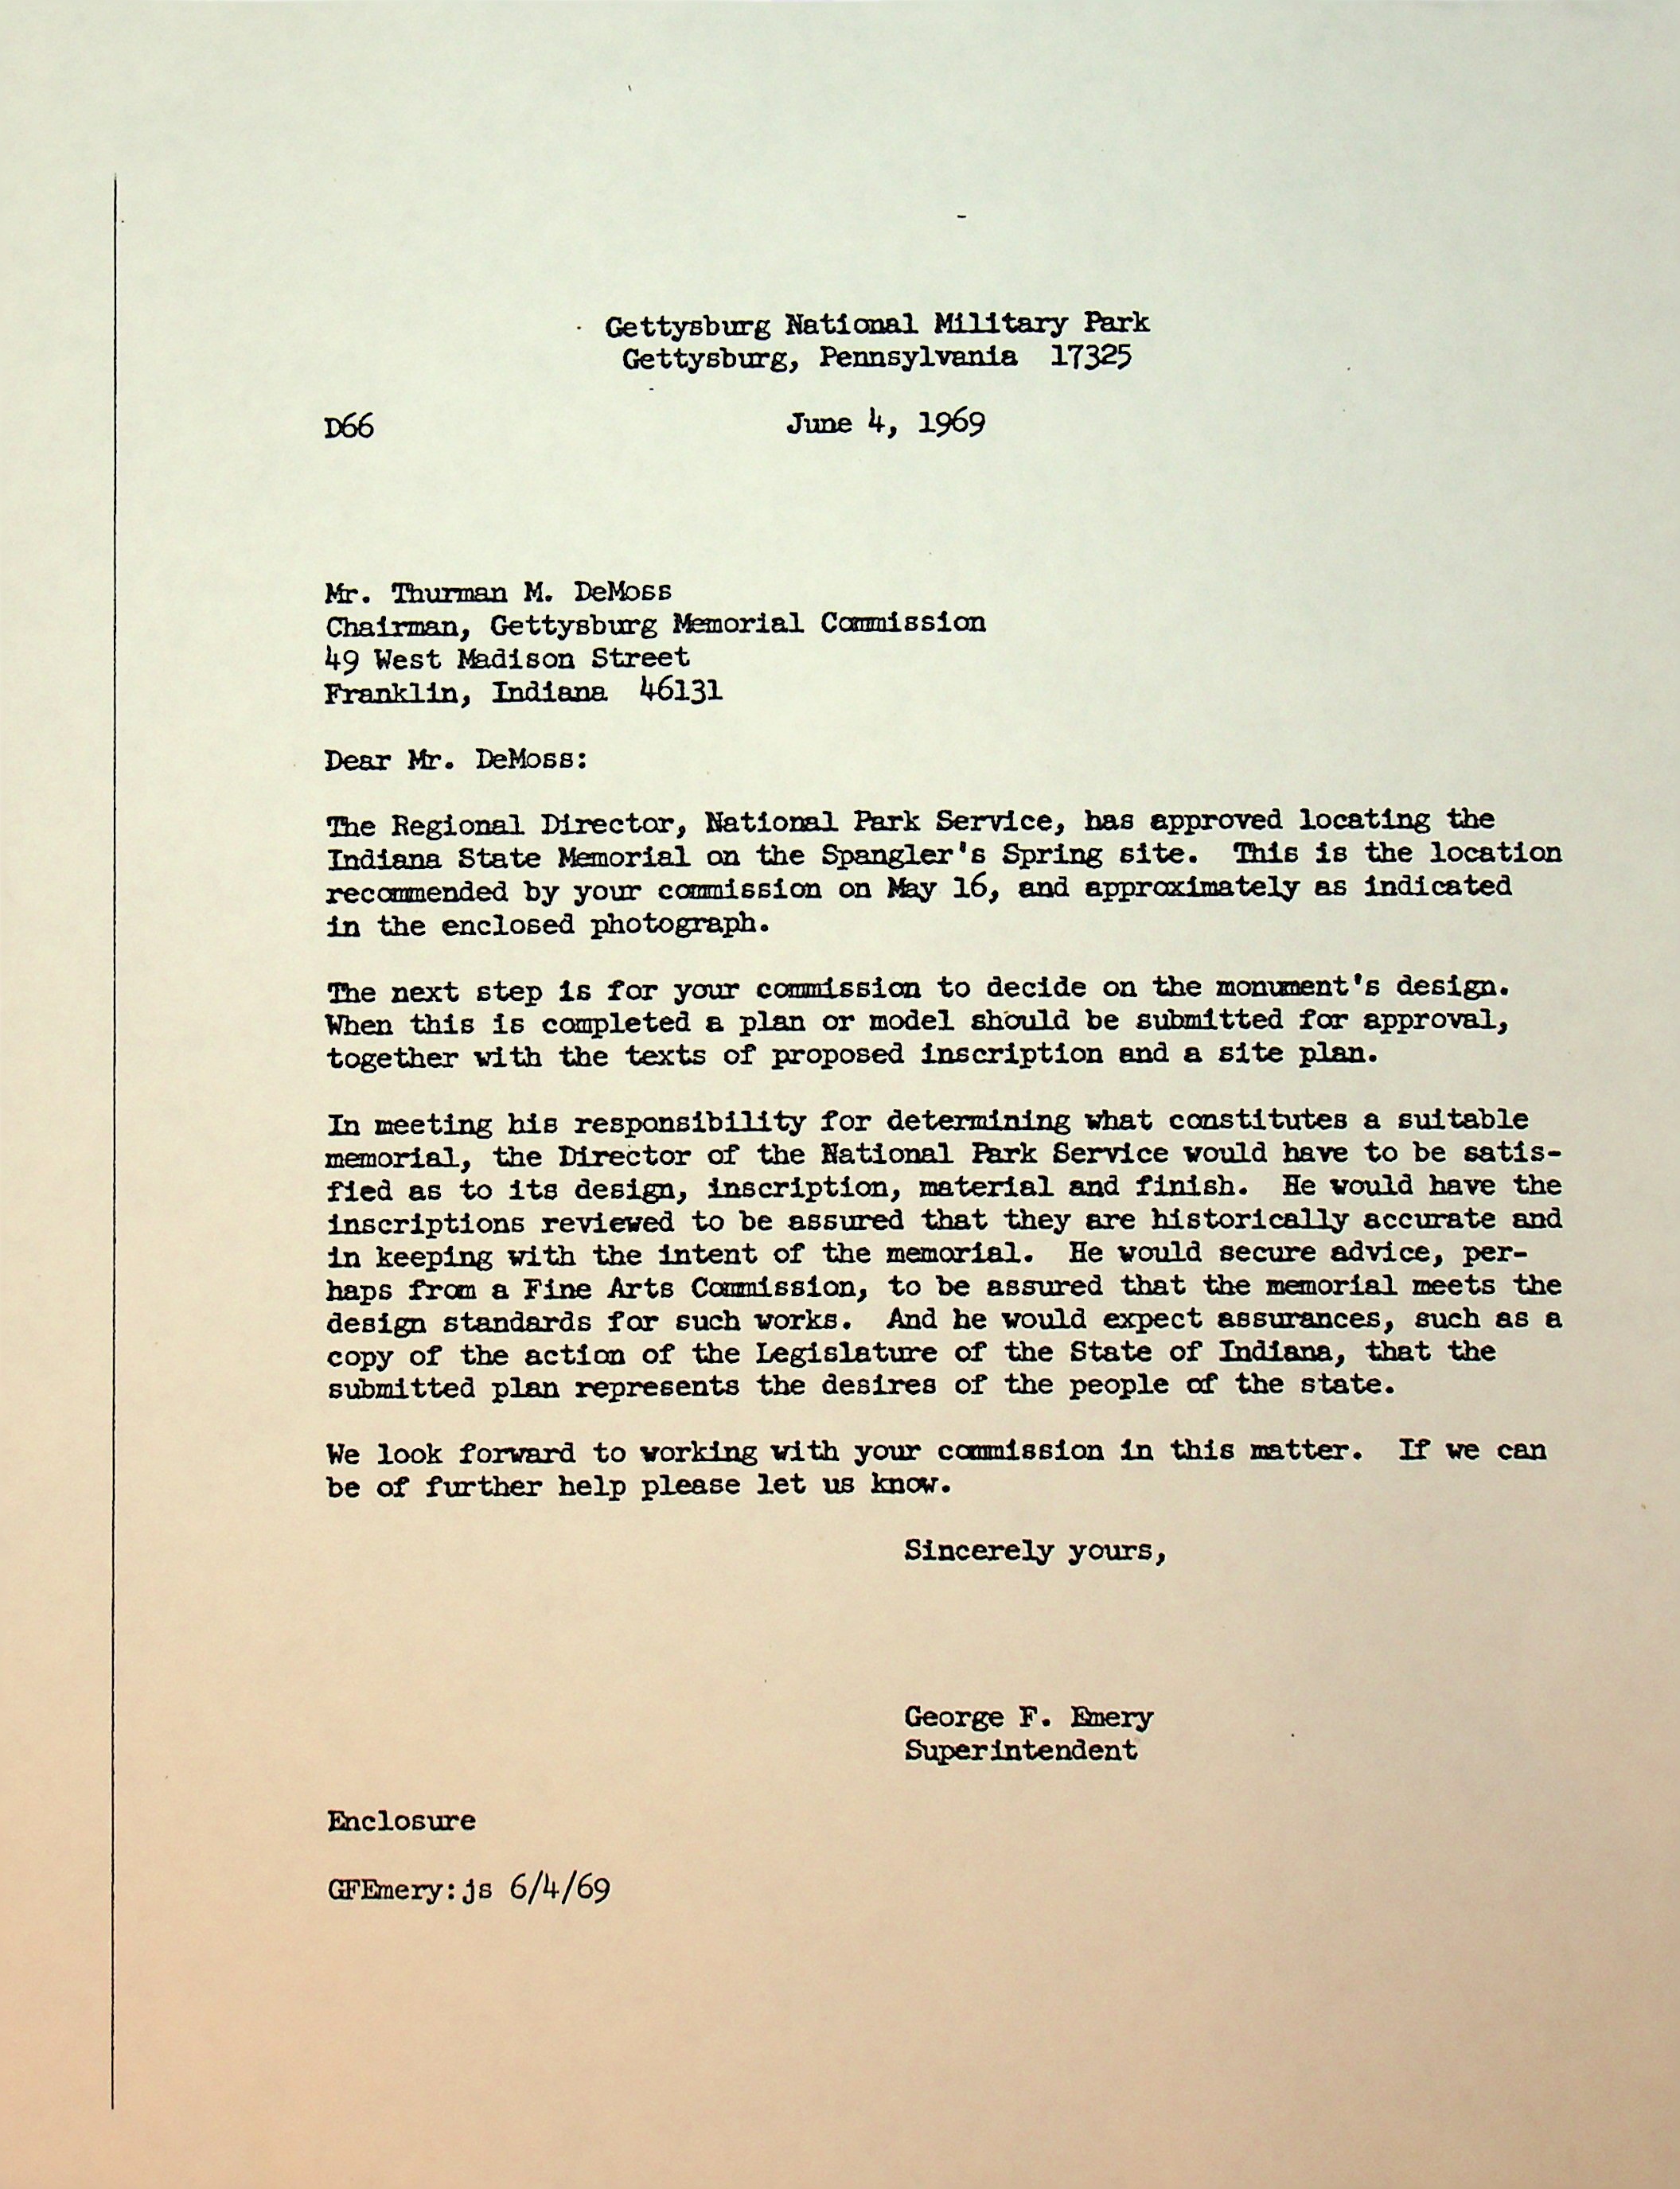 Gettysburg National Military Park
Gettysburg, Pennsylvania 17325
D66 June 4, 1969
Mr. Thurman M. DeMoss
Chairman, Gettysburg Memorial Commission
49 West Madison Street
Franklin, Indiana 46131
Dear Mr. DeMoss:
The Regional Director, National Park Service, has approved locating the
Indiana State Memorial on the Spangler's Spring site. This is the location
recommended by your commission on May 16, and approximately as indicated
in the enclosed photograph.
The next step is for your commission to decide on the monument's design.
When this is completed a plan or model should be submitted for approval,
together with the texts of proposed inscription and a site plan.
In meeting his responsibility for determining what constitutes a suitable
memorial, the Director of the National Park Service would have to be satis-
fied as to its design, inscription, material and finish. He would have the
inscriptions reviewed to be assured that they are historically accurate and
in keeping with the intent of the memorial. He would secure advice, per-
haps from a Fine Arts Commission, to be assured that the memorial meets the
design standards for such works. And he would expect assurances, such as a
copy of the action of the Legislature of the State of Indiana, that the
submitted plan represents the desires of the people of the state.
We look forward to working with your commission in this matter. If we can
be of further help please let us know.
Sincerely yours,
George F. Emery
Superintendent
Enclosure
GFEmery:js 6/4/69